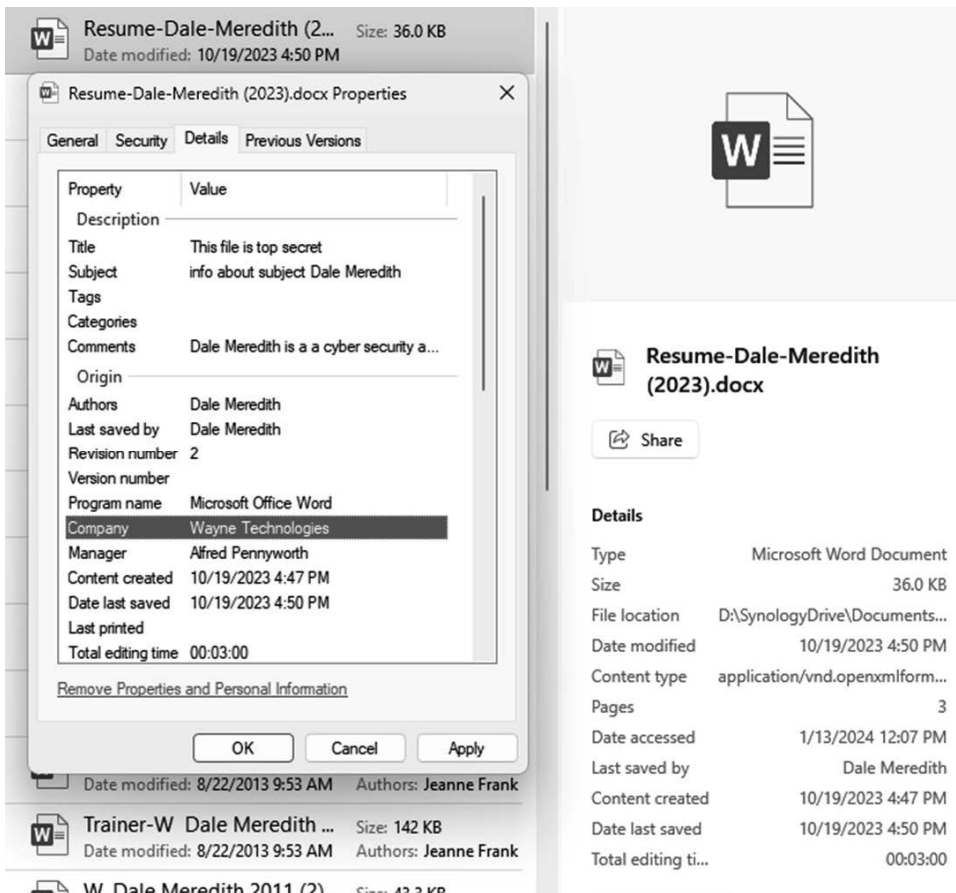 Resume-Dale-Meredith (2... Size: 36.0 KB
Date modified: 10/19/2023 4:50 PM
Resume-Dale-Meredith (2023).docx Properties
General Security Details Previous Versions
Property Value
Description
Title This file is top secret
Subject info about subject Dale Meredith
Tags
Categories
Comments Dale Meredith is a a cyber security a...
Origin
Authors Dale Meredith
Last saved by Dale Meredith
Revision number 2
Version number
Program name Microsoft Office Word
Company Wayne Technologies
Manager Alfred Pennyworth
Content created 10/19/2023 4:47 PM
Date last saved 10/19/2023 4:50 PM
Last printed
Total editing time 00:03:00
Remove Properties and Personal Information
OK Cancel Apply
Date modified: 8/22/2013 9:53 AM Authors: Jeanne Frank
Trainer-W Dale Meredith ... Size: 142 KB
Date modified: 8/22/2013 9:53 AM Authors: Jeanne Frank
W Dale Meredith 2011 (2) Size: 43.3 KB
W
Resume-Dale-Meredith
(2023).docx
Share
Details
Type Microsoft Word Document
Size 36.0 KB
File location D:\SynologyDrive\Documents...
Date modified 10/19/2023 4:50 PM
Content type application/vnd.openxmlform...
Pages 3
Date accessed 1/13/2024 12:07 PM
Last saved by Dale Meredith
Content created 10/19/2023 4:47 PM
Date last saved 10/19/2023 4:50 PM
Total editing ti... 00:03:00